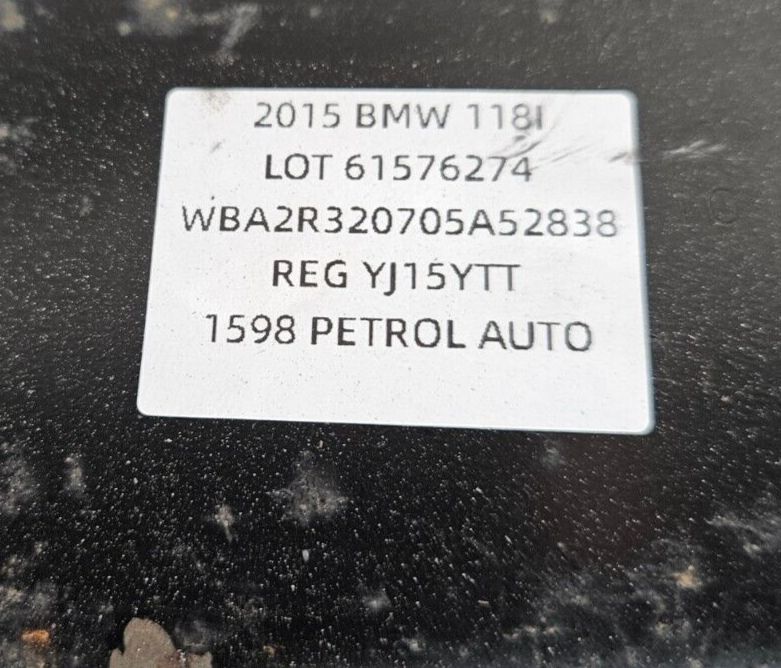 2015 BMW 118I
LOT 61576274
WBA2R320705A52838
REG YJ15YTT
1598 PETROL AUTO